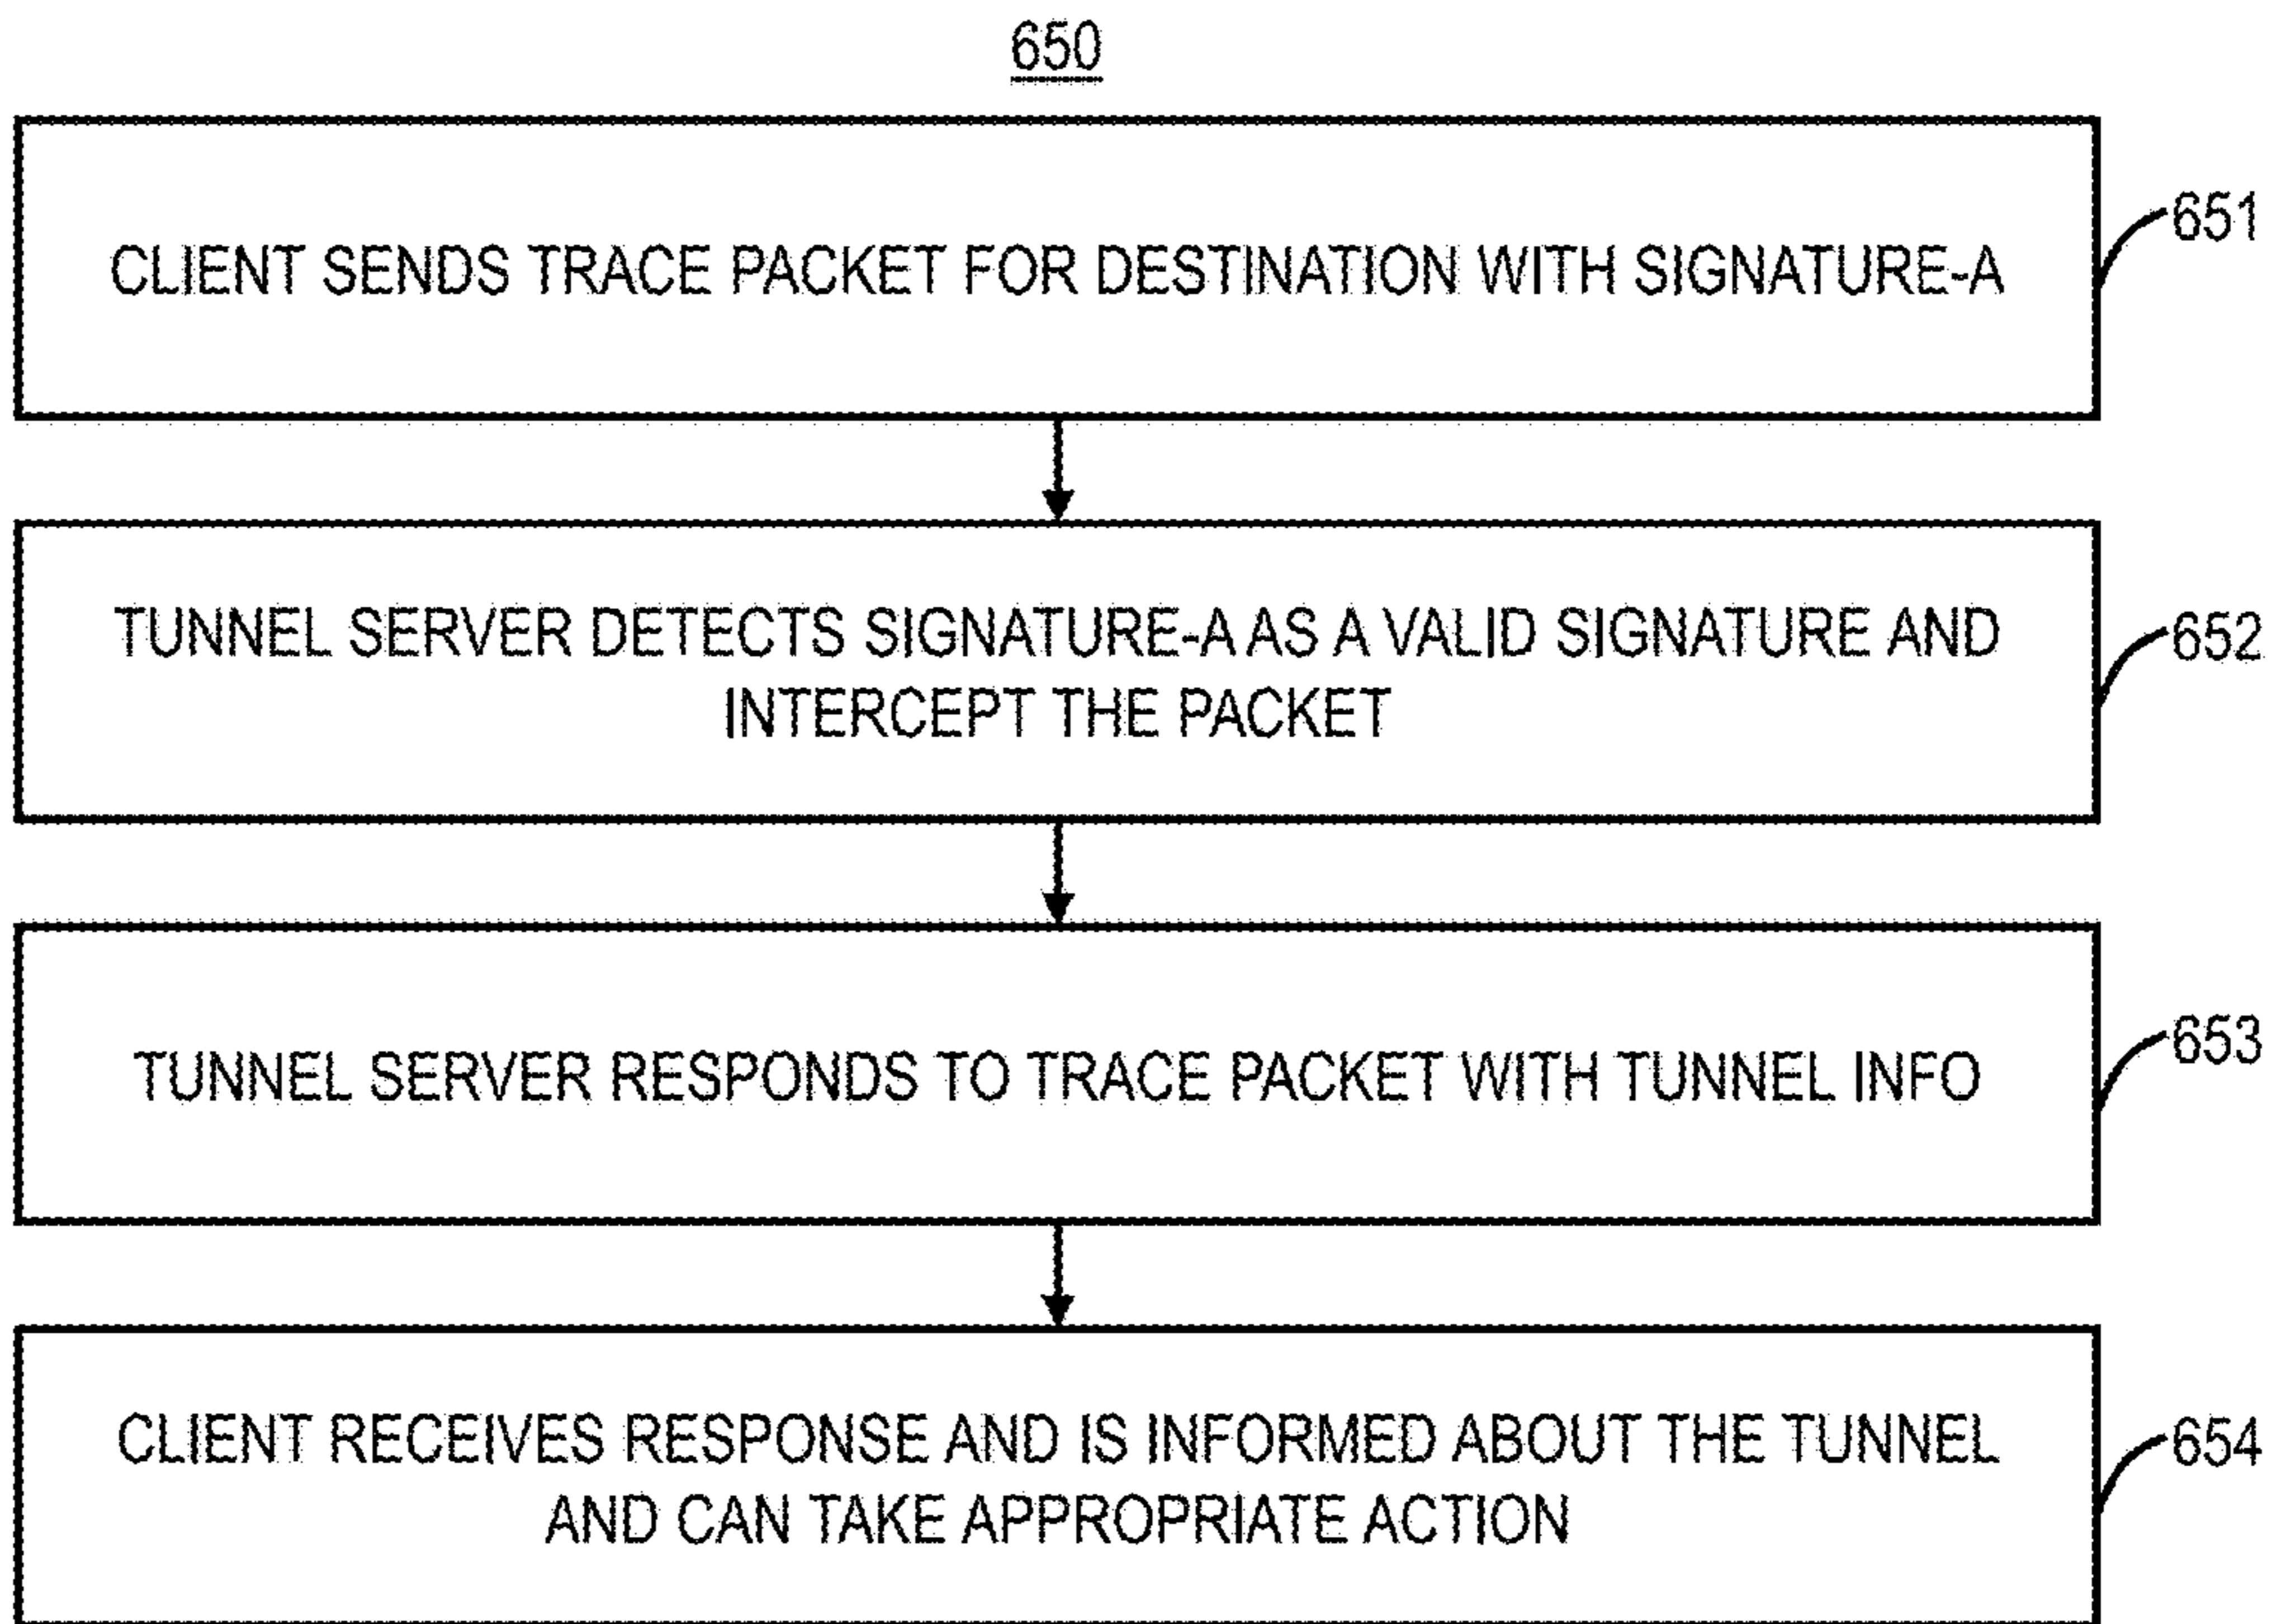 650
CLIENT SENDS TRACE PACKET FOR DESTINATION WITH SIGNATURE-A
651
TUNNEL SERVER DETECTS SIGNATURE-A AS A VALID SIGNATURE AND
INTERCEPT THE PACKET
652
TUNNEL SERVER RESPONDS TO TRACE PACKET WITH TUNNEL INFO
653
CLIENT RECEIVES RESPONSE AND IS INFORMED ABOUT THE TUNNEL
AND CAN TAKE APPROPRIATE ACTION
654